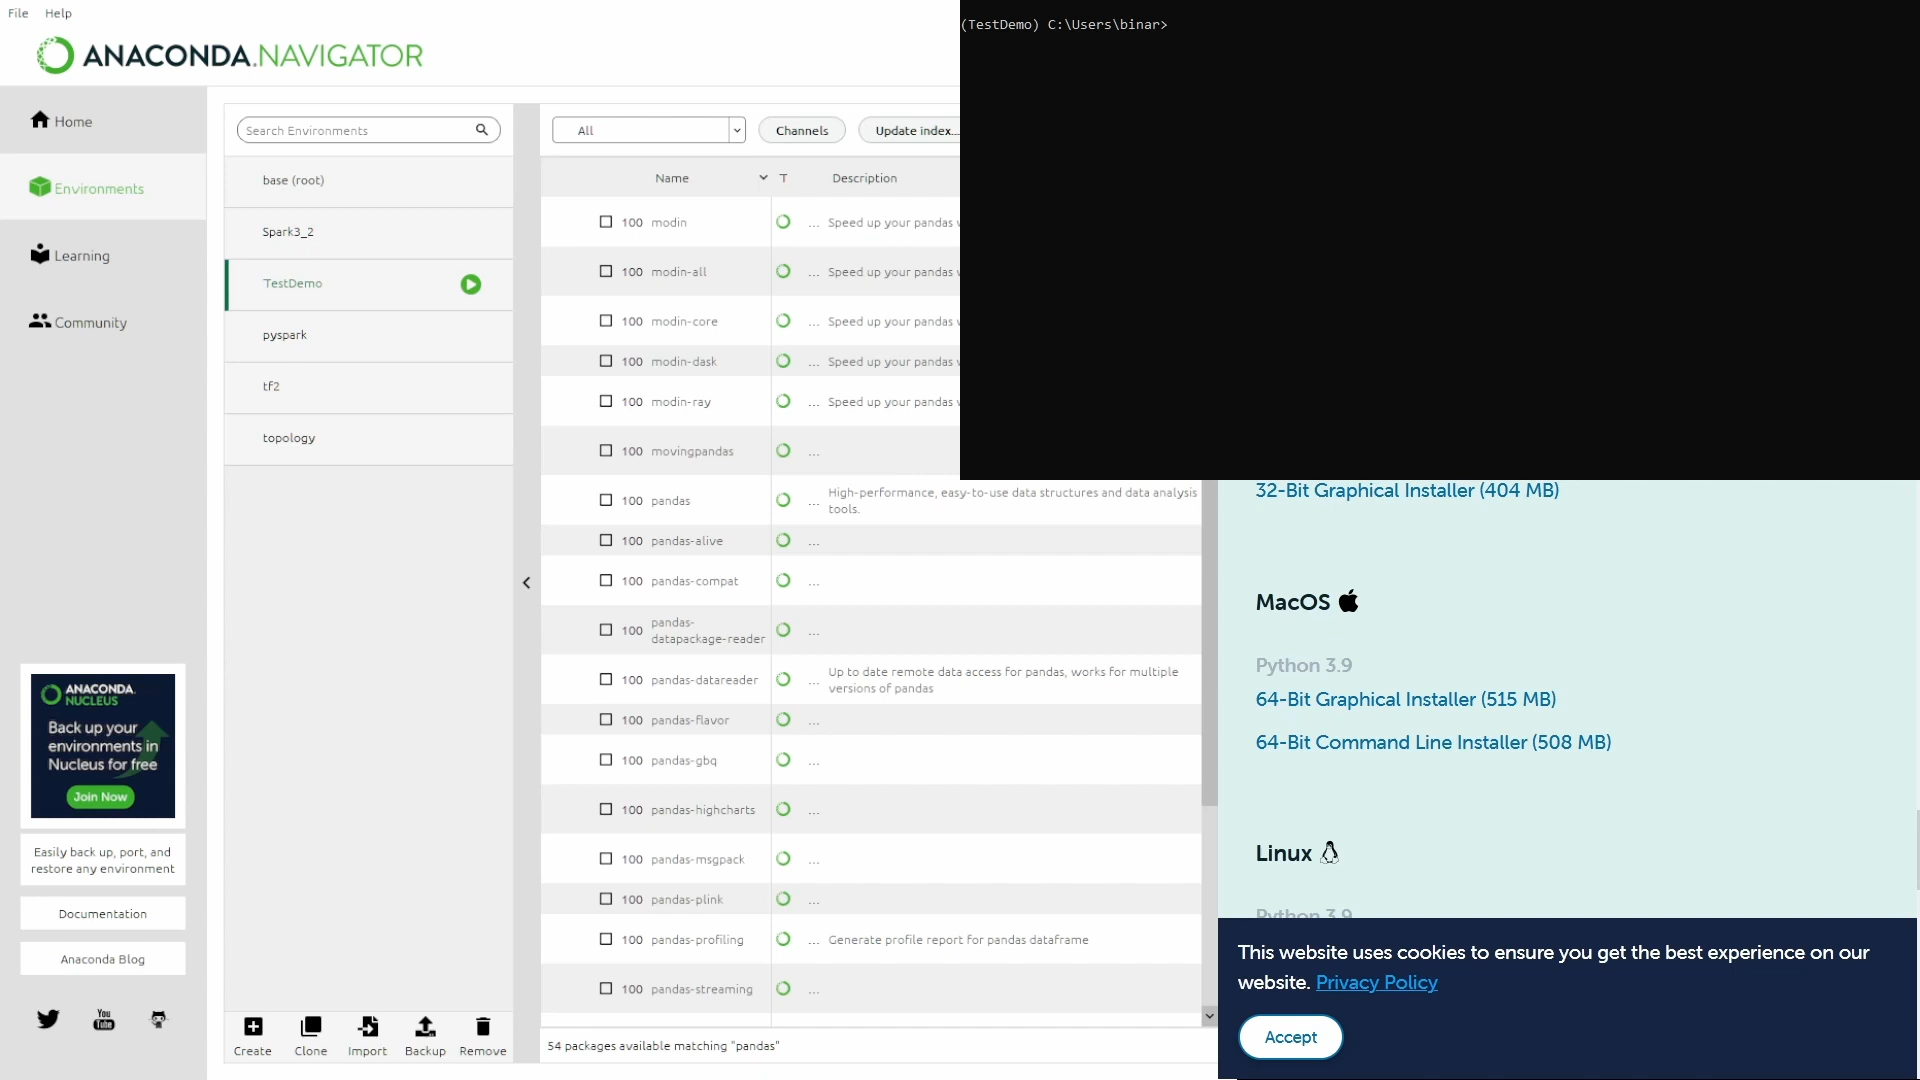 File Help
ANACONDA.NAVIGATOR
Home
Environments
Learning
Community
ANACONDA.
NUCLEUS
Back up your
environments in
Nucleus for free
Join Now
Easily back up, port, and
restore any environment
Documentation
Anaconda Blog
You
Tube
Search Environments
base (root)
Spark3_2
TestDemo
pyspark
tf2
topology
Create Clone Import Backup Remove
All Channels Update index...
Name T Description
100 modin ... Speed up your pandas
100 modin-all ... Speed up your pandas
100 modin-core ... Speed up your pandas
100 modin-dask ... Speed up your pandas
100 modin-ray ... Speed up your pandas
100 movingpandas ...
100 pandas ... High-performance, easy-to-use data structures and data analysis
tools.
100 pandas-alive ...
100 pandas-compat ...
100 pandas-
datapackage-reader ...
100 pandas-datareader ... Up to date remote data access for pandas, works for multiple
versions of pandas
100 pandas-flavor ...
100 pandas-gbq ...
100 pandas-highcharts ...
100 pandas-msgpack ...
100 pandas-plink ...
100 pandas-profiling ... Generate profile report for pandas dataframe
100 pandas-streaming ...
54 packages available matching "pandas"
(TestDemo) C:\Users\binar>
32-Bit Graphical Installer (404 MB)
MacOS
Python 3.9
64-Bit Graphical Installer (515 MB)
64-Bit Command Line Installer (508 MB)
Linux
Python 3.9
This website uses cookies to ensure you get the best experience on our
website. Privacy Policy
Accept